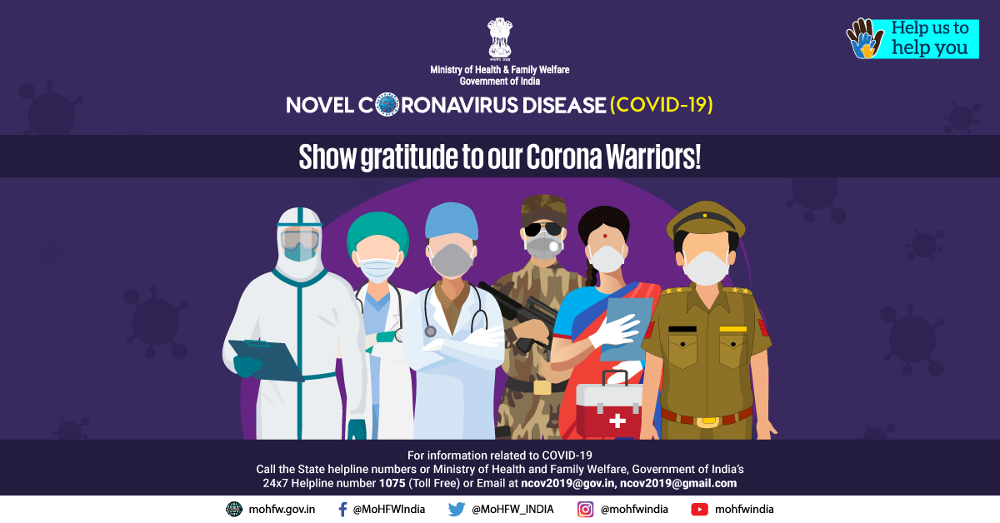 Help us to
help you
सत्यमेव जयते
Ministry of Health & Family Welfare
Government of India
NOVEL CORONAVIRUS DISEASE (COVID-19)
Show gratitude to our Corona Warriors!
For information related to COVID-19
Call the State helpline numbers or Ministry of Health and Family Welfare, Government of India's
24x7 Helpline number 1075 (Toll Free) or Email at ncov2019@gov.in, ncov2019@gmail.com
mohfw.gov.in @MoHFWIndia @MoHFW_INDIA @mohfwindia mohfwindia